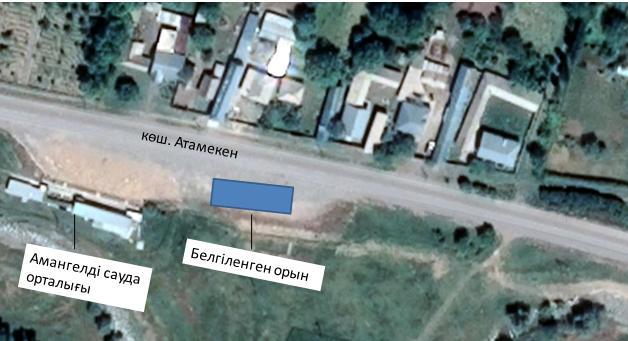 көш. Атамекен
Амангелді сауда
орталығы
Белгіленген орын